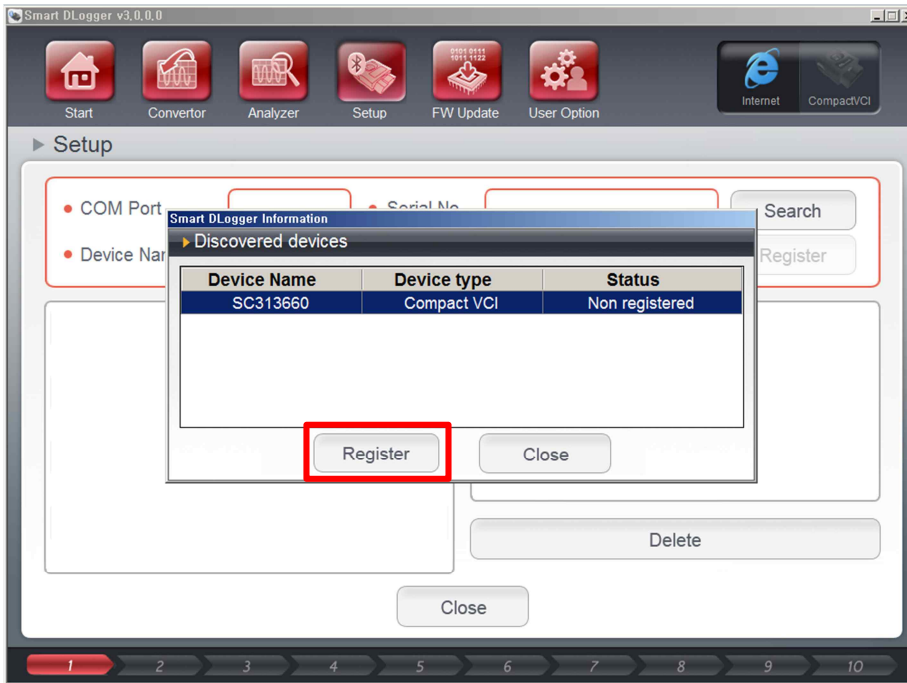 Smart DLogger v3,0,0,0
0101 0111
1011 1122
Start
Convertor
Analyzer
Setup
FW Update
User Option
Internet
CompactVCI
Setup
COM Port
Serial No
Search
Device Nar
Register
Smart DLogger Information
Discovered devices
Device Name Device type Status
SC313660 Compact VCI Non registered
Register
Close
Delete
Close
1 2 3 4 5 6 7 8 9 10